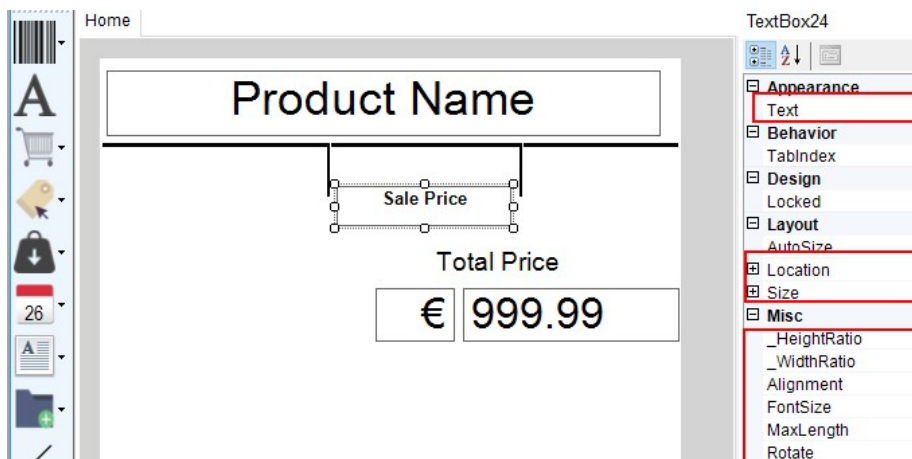 Home
TextBox24
A
Z
Appearance
Product Name
Text
Behavior
TabIndex
Design
Sale Price
Locked
Layout
AutoSize
Total Price
Location
Size
26
€ 999.99
Misc
_HeightRatio
A
_WidthRatio
Alignment
FontSize
MaxLength
Rotate